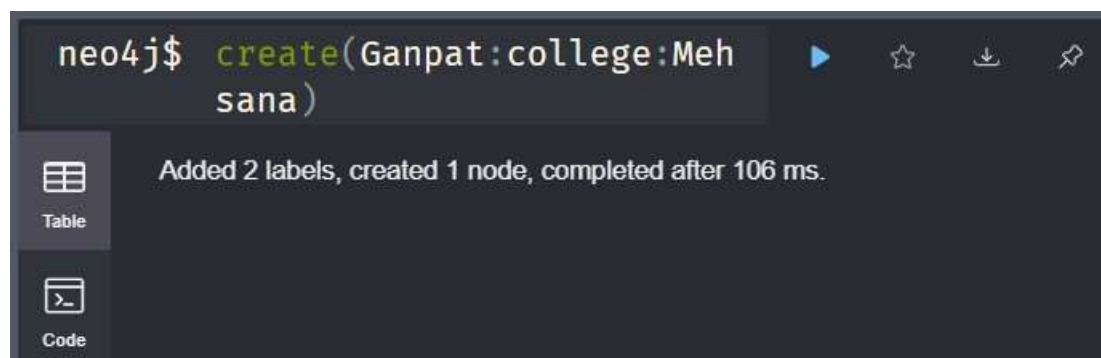 neo4j$ create(Ganpat:college:Meh
sana)
Added 2 labels, created 1 node, completed after 106 ms.
Table
Code